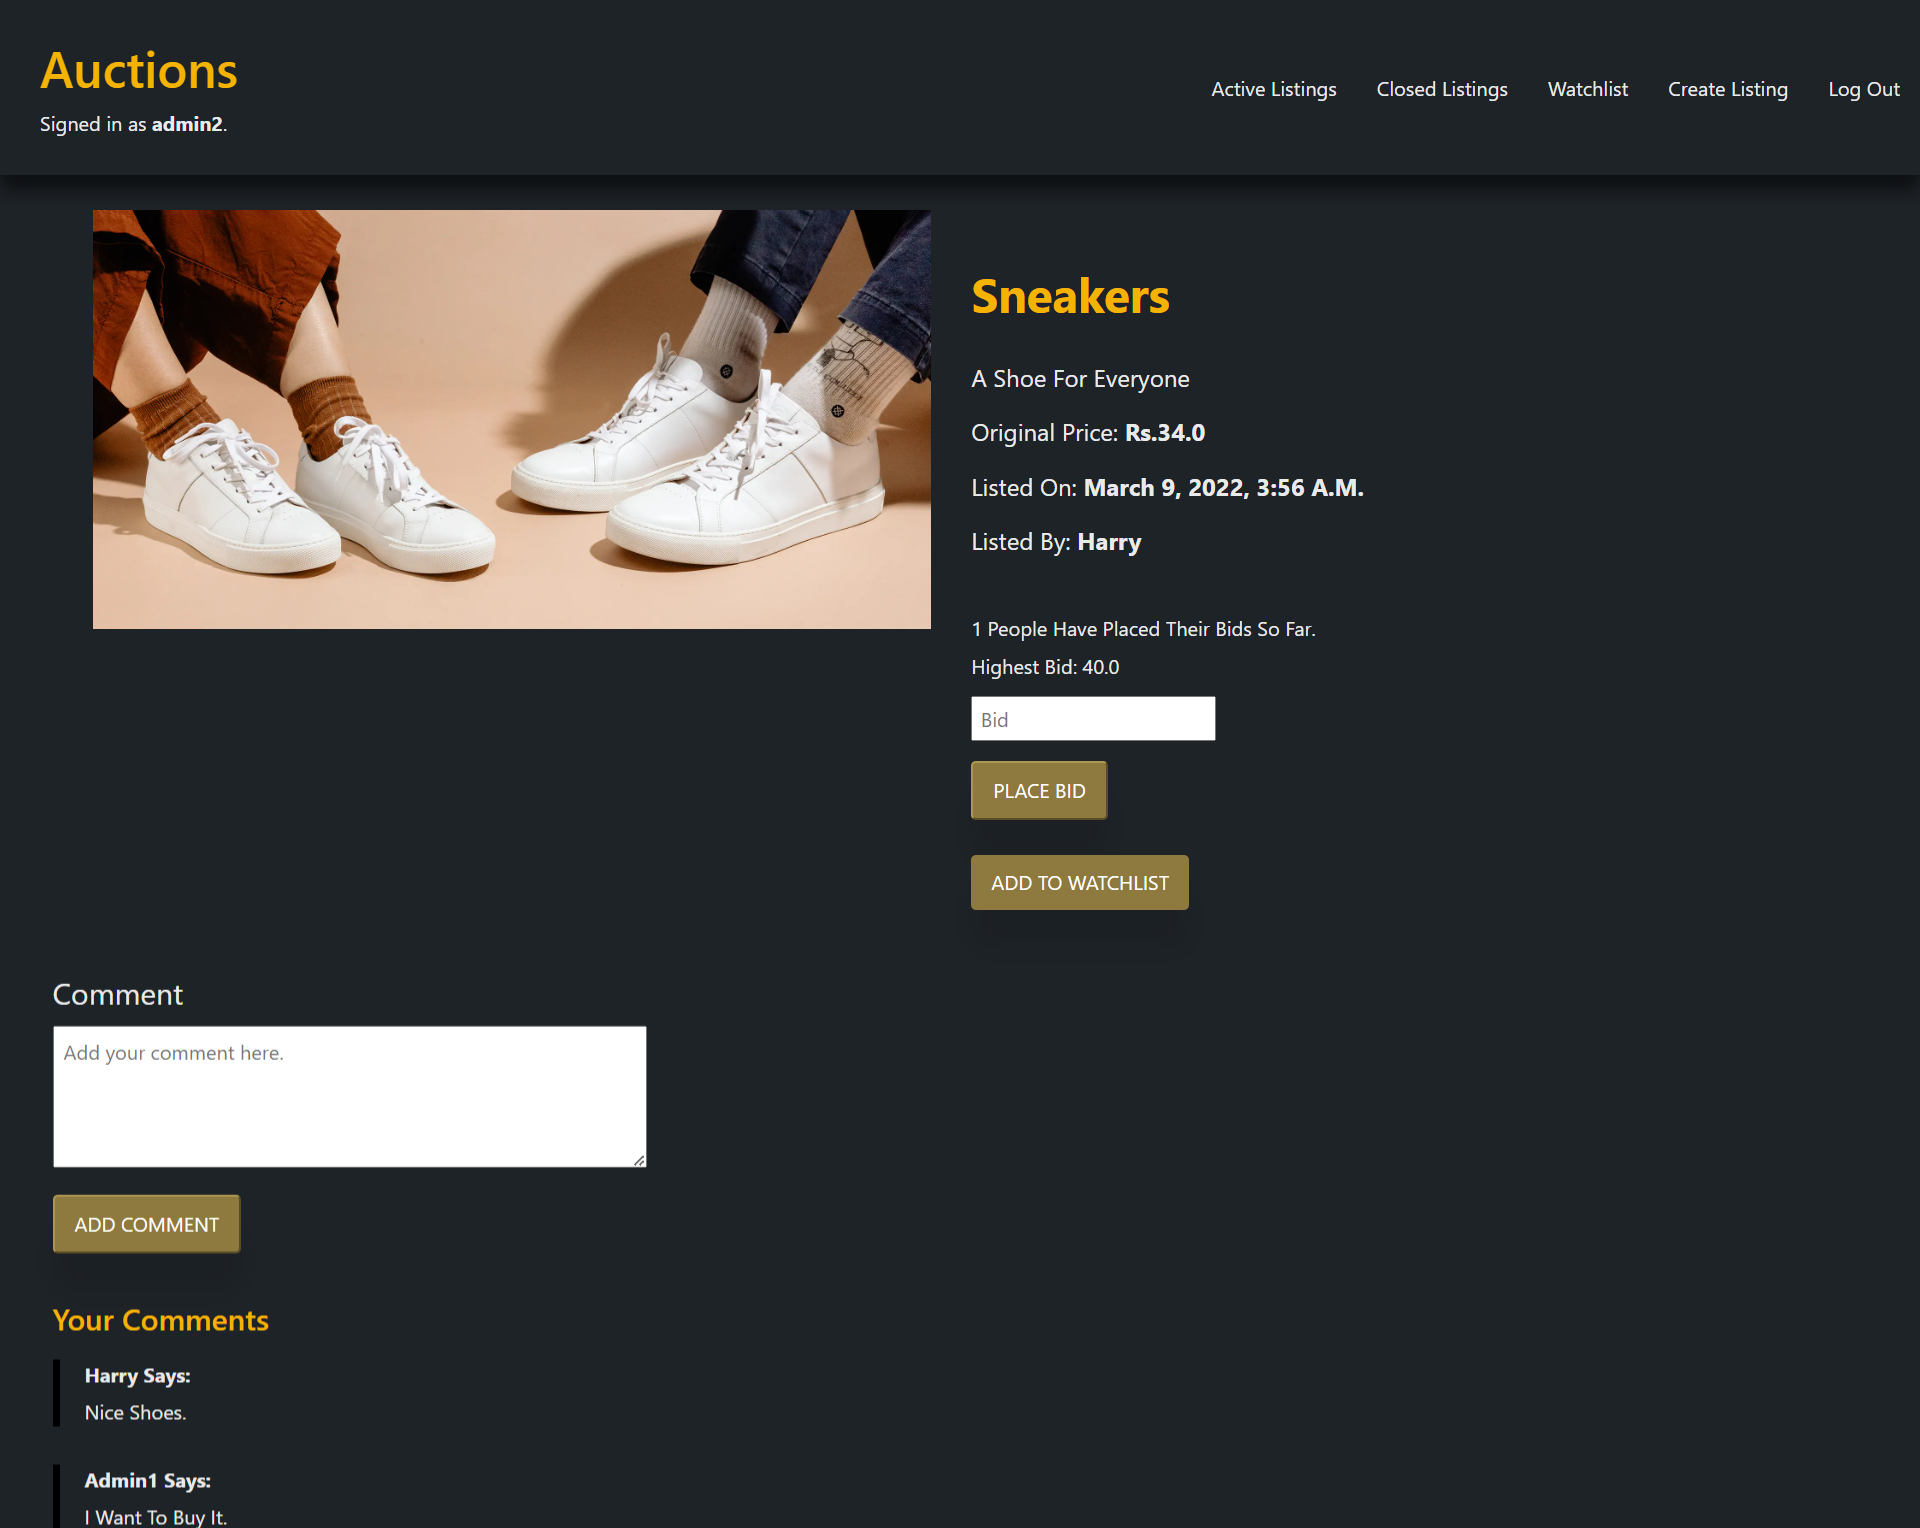 Auctions
Signed in as admin2.
Active Listings
Closed Listings
Watchlist
Create Listing
Log Out
Sneakers
A Shoe For Everyone
Original Price: Rs.34.0
Listed On: March 9, 2022, 3:56 A.M.
Listed By: Harry
1 People Have Placed Their Bids So Far.
Highest Bid: 40.0
Bid
PLACE BID
ADD TO WATCHLIST
Comment
Add your comment here.
ADD COMMENT
Your Comments
Harry Says:
Nice Shoes.
Admin1 Says:
I Want To Buy It.